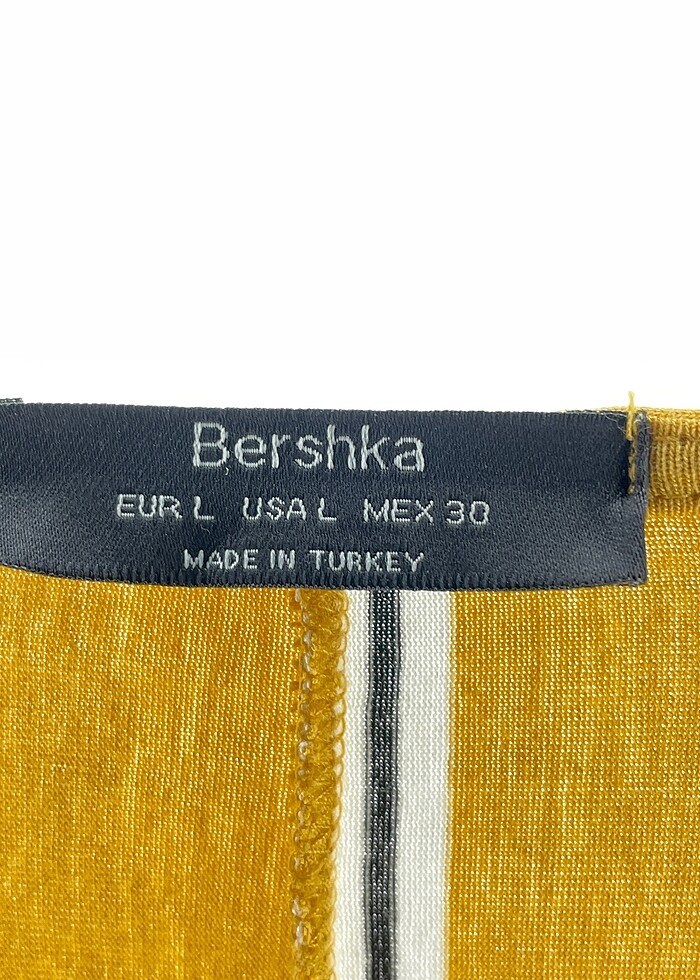 Bershka
EUR L USA L MEX 30
MADE IN TURKEY